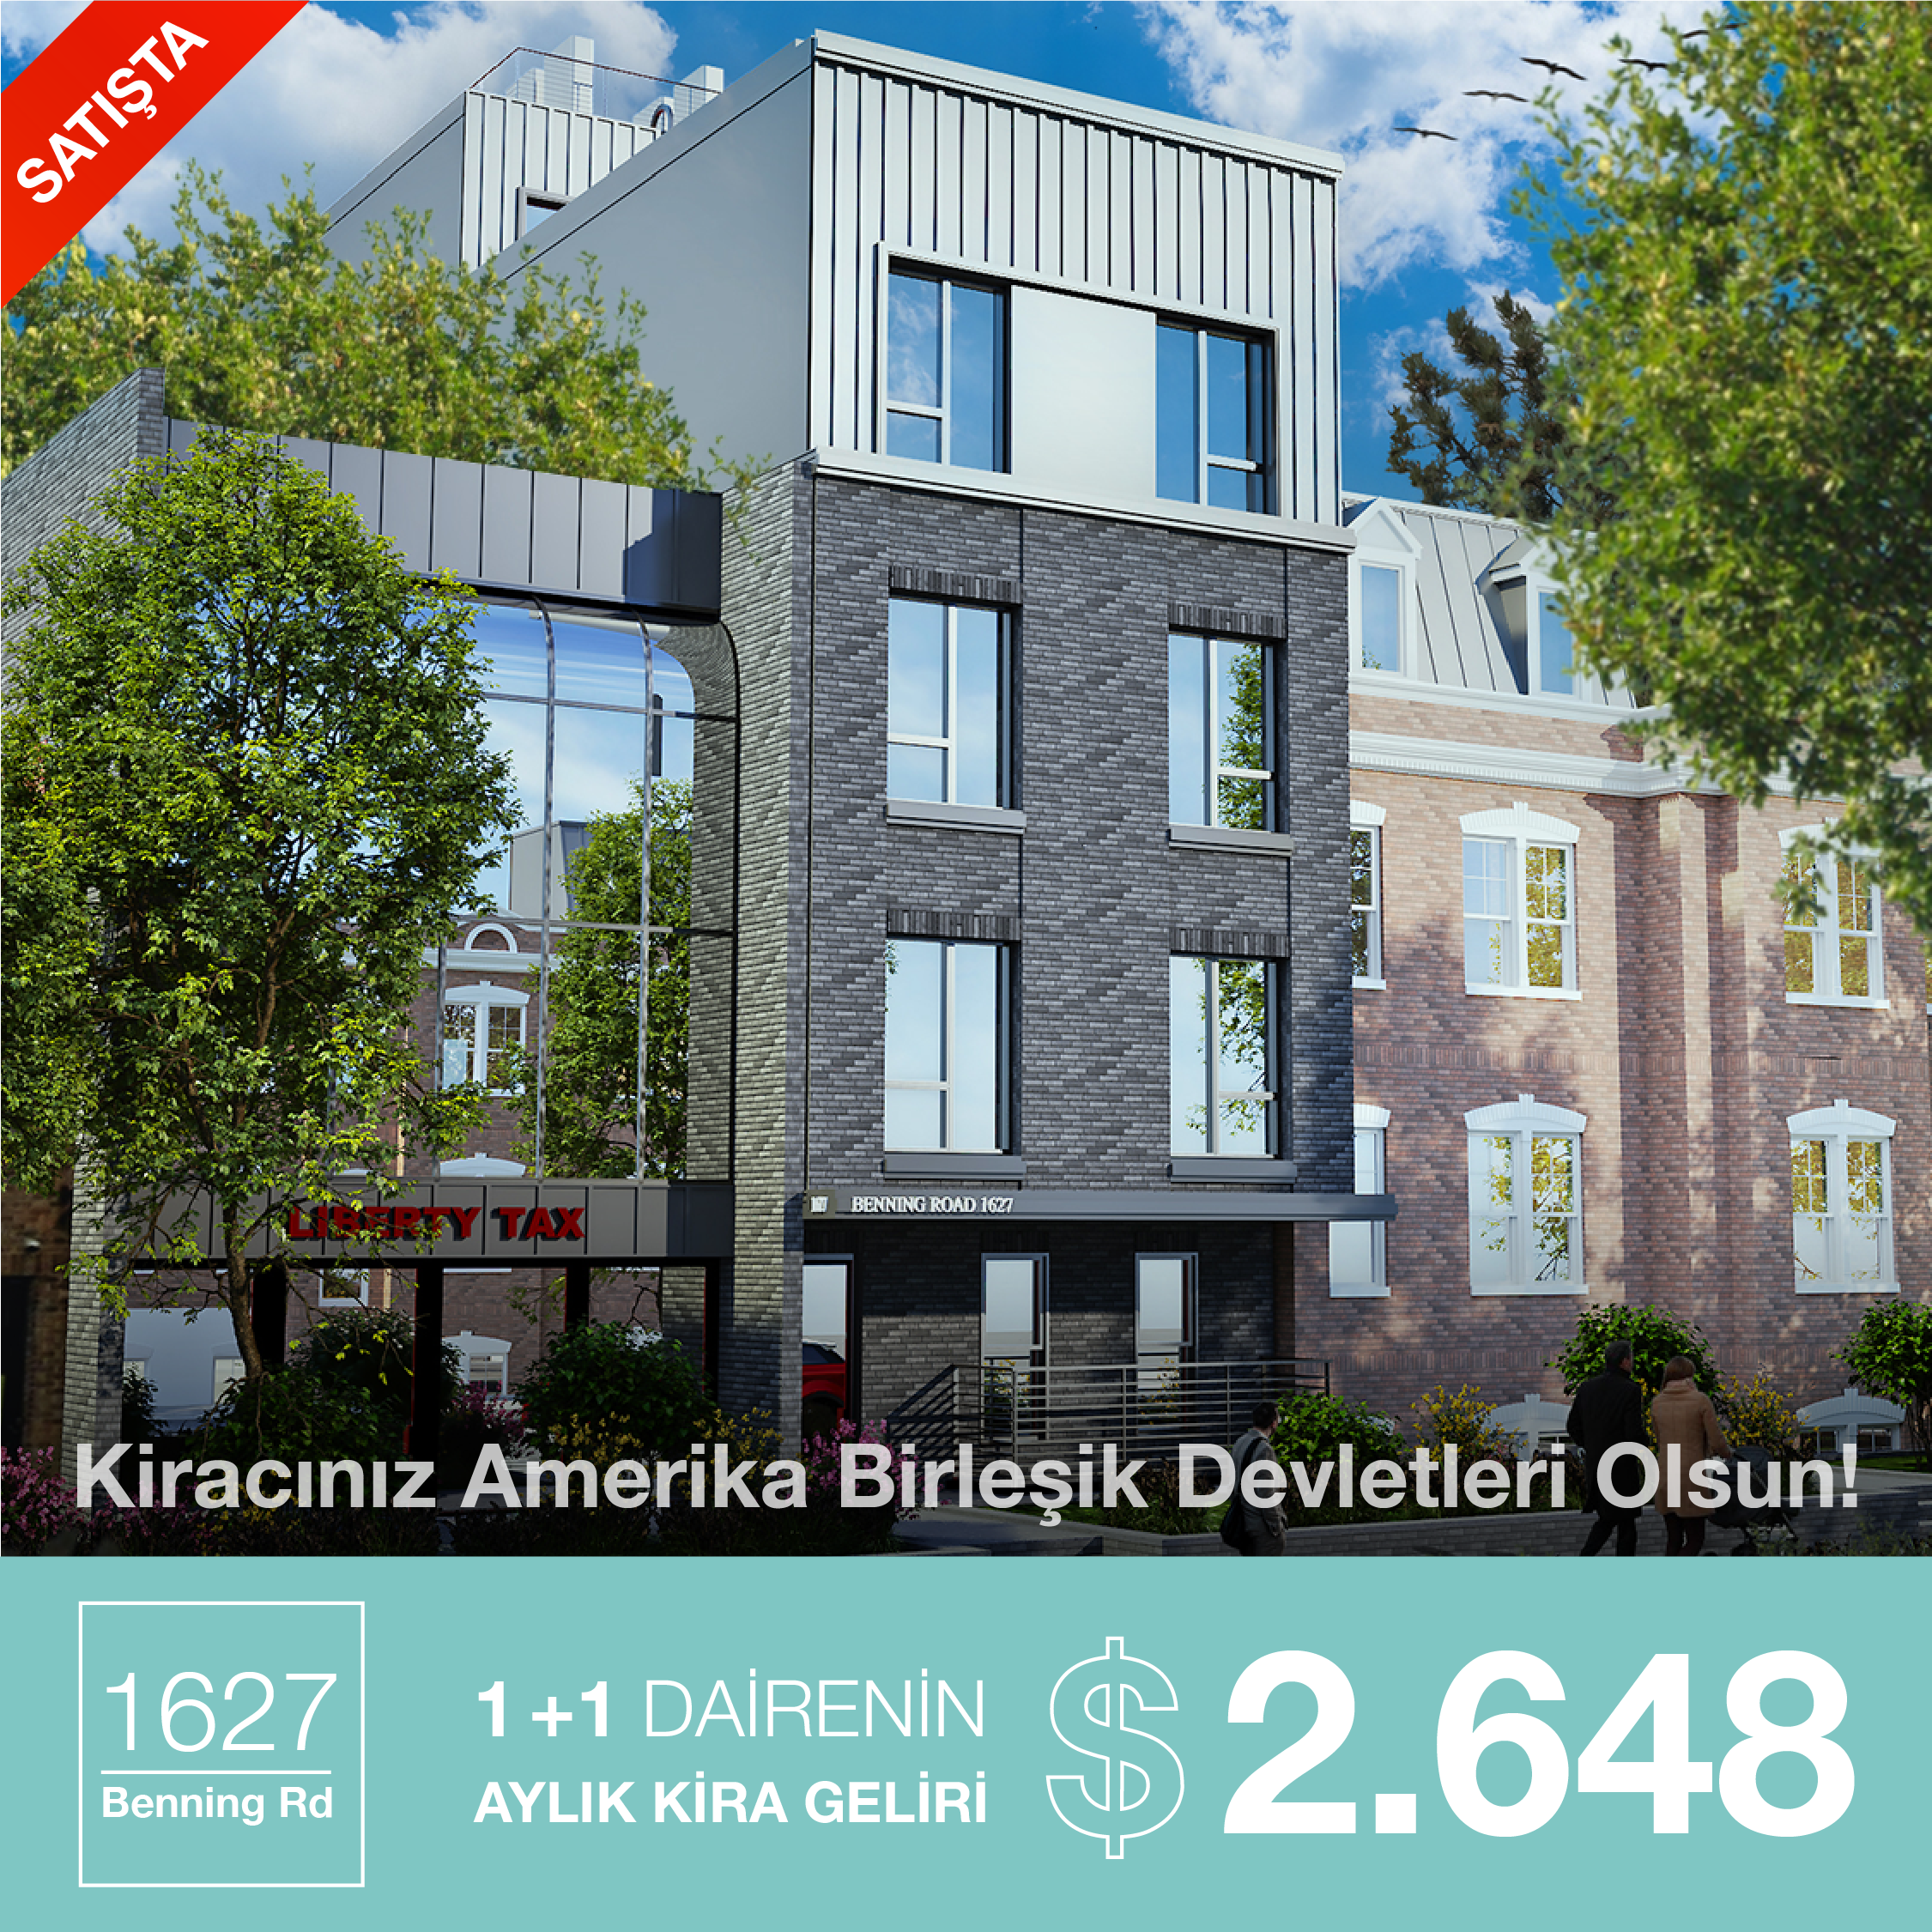 SATIŞTA
LIBERTY TAX
1627 BENNING ROAD 1627
Kiracınız Amerika Birleşik Devletleri Olsun!
1627
Benning Rd
1+1 DAİRENİN
AYLIK KİRA GELİRİ
$2.648